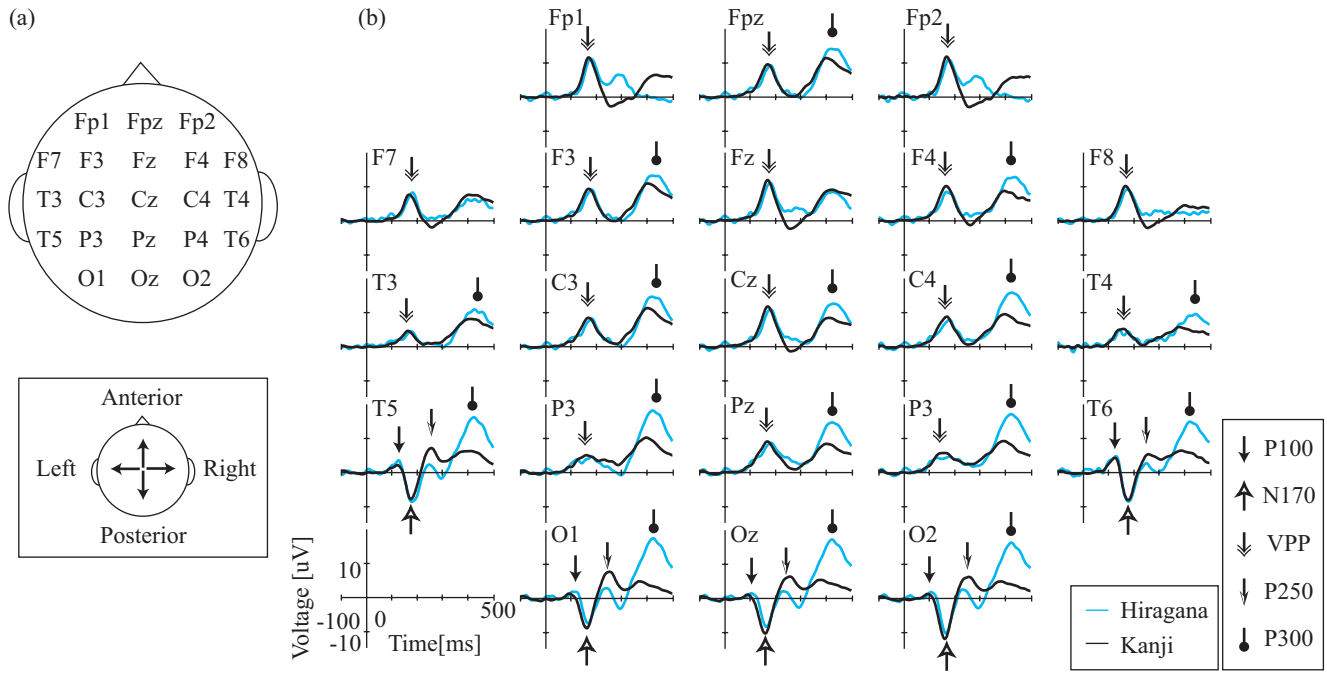 (a)
Fp1 Fpz Fp2
F7 F3 Fz F4 F8
T3 C3 Cz C4 T4
T5 P3 Pz P4 T6
O1 Oz O2
Anterior
Left Right
Posterior
(b)
Fp1 Fpz Fp2
F7 F3 Fz F4 F8
T3 C3 Cz C4 T4
T5 P3 Pz P3 T6
O1 Oz O2
Voltage [uV]
10
-10
-100 0 500
Time[ms]
Hiragana
Kanji
P100
N170
VPP
P250
P300